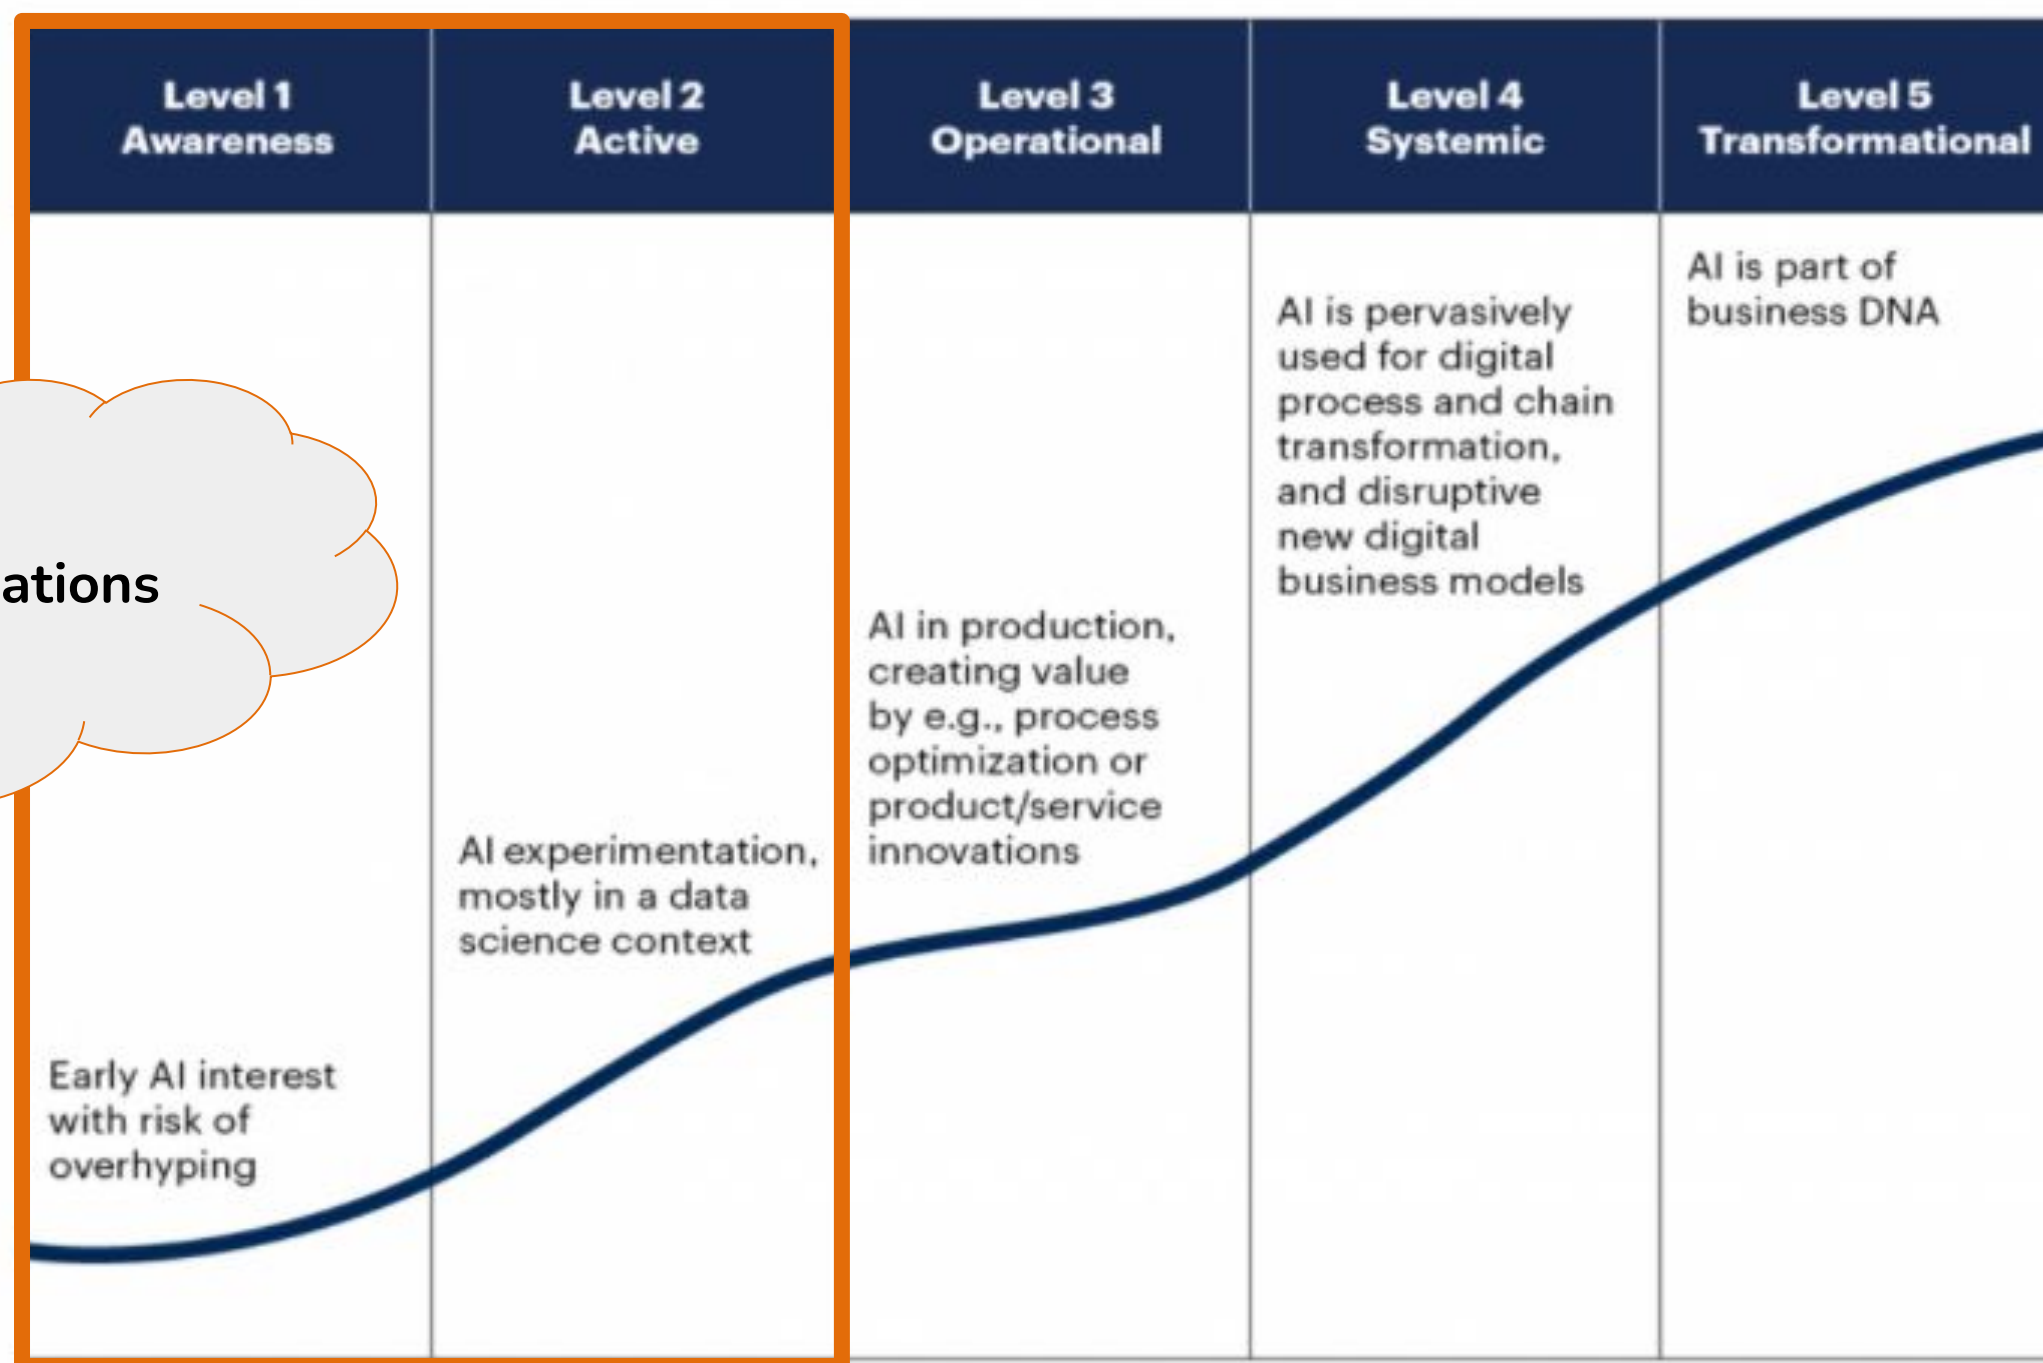 Level 1
Awareness
Level 2
Active
Level 3
Operational
Level 4
Systemic
Level 5
Transformational
ations
Early AI interest
with risk of
overhyping
AI experimentation,
mostly in a data
science context
AI in production,
creating value
by e.g., process
optimization or
product/service
innovations
AI is pervasively
used for digital
process and chain
transformation,
and disruptive
new digital
business models
AI is part of
business DNA